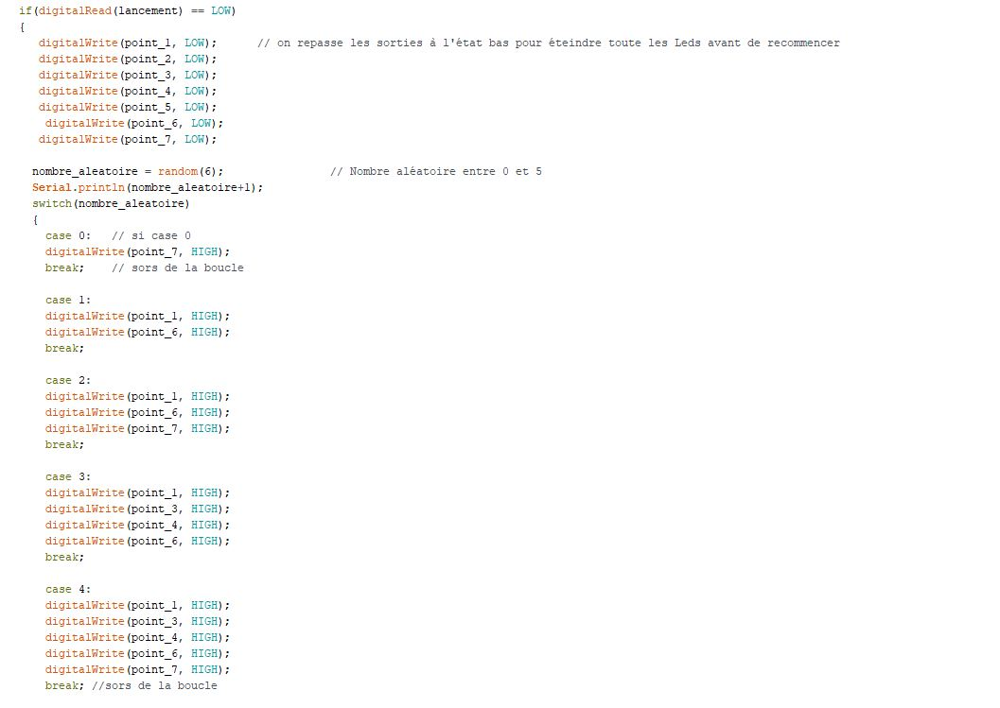 if(digitalRead(lancement) == LOW)
{
digitalWrite(point_1, LOW); // on repasse les sorties à l'état bas pour éteindre toute les Leds avant de recommencer
digitalWrite(point_2, LOW);
digitalWrite(point_3, LOW);
digitalWrite(point_4, LOW);
digitalWrite(point_5, LOW);
digitalWrite(point_6, LOW);
digitalWrite(point_7, LOW);
nombre_aleatoire = random(6); // Nombre aléatoire entre 0 et 5
Serial.println(nombre_aleatoire+1);
switch(nombre_aleatoire)
{
case 0: // si case 0
digitalWrite(point_7, HIGH);
break; // sors de la boucle
case 1:
digitalWrite(point_1, HIGH);
digitalWrite(point_6, HIGH);
break;
case 2:
digitalWrite(point_1, HIGH);
digitalWrite(point_6, HIGH);
digitalWrite(point_7, HIGH);
break;
case 3:
digitalWrite(point_1, HIGH);
digitalWrite(point_3, HIGH);
digitalWrite(point_4, HIGH);
digitalWrite(point_6, HIGH);
break;
case 4:
digitalWrite(point_1, HIGH);
digitalWrite(point_3, HIGH);
digitalWrite(point_4, HIGH);
digitalWrite(point_6, HIGH);
digitalWrite(point_7, HIGH);
break; //sors de la boucle